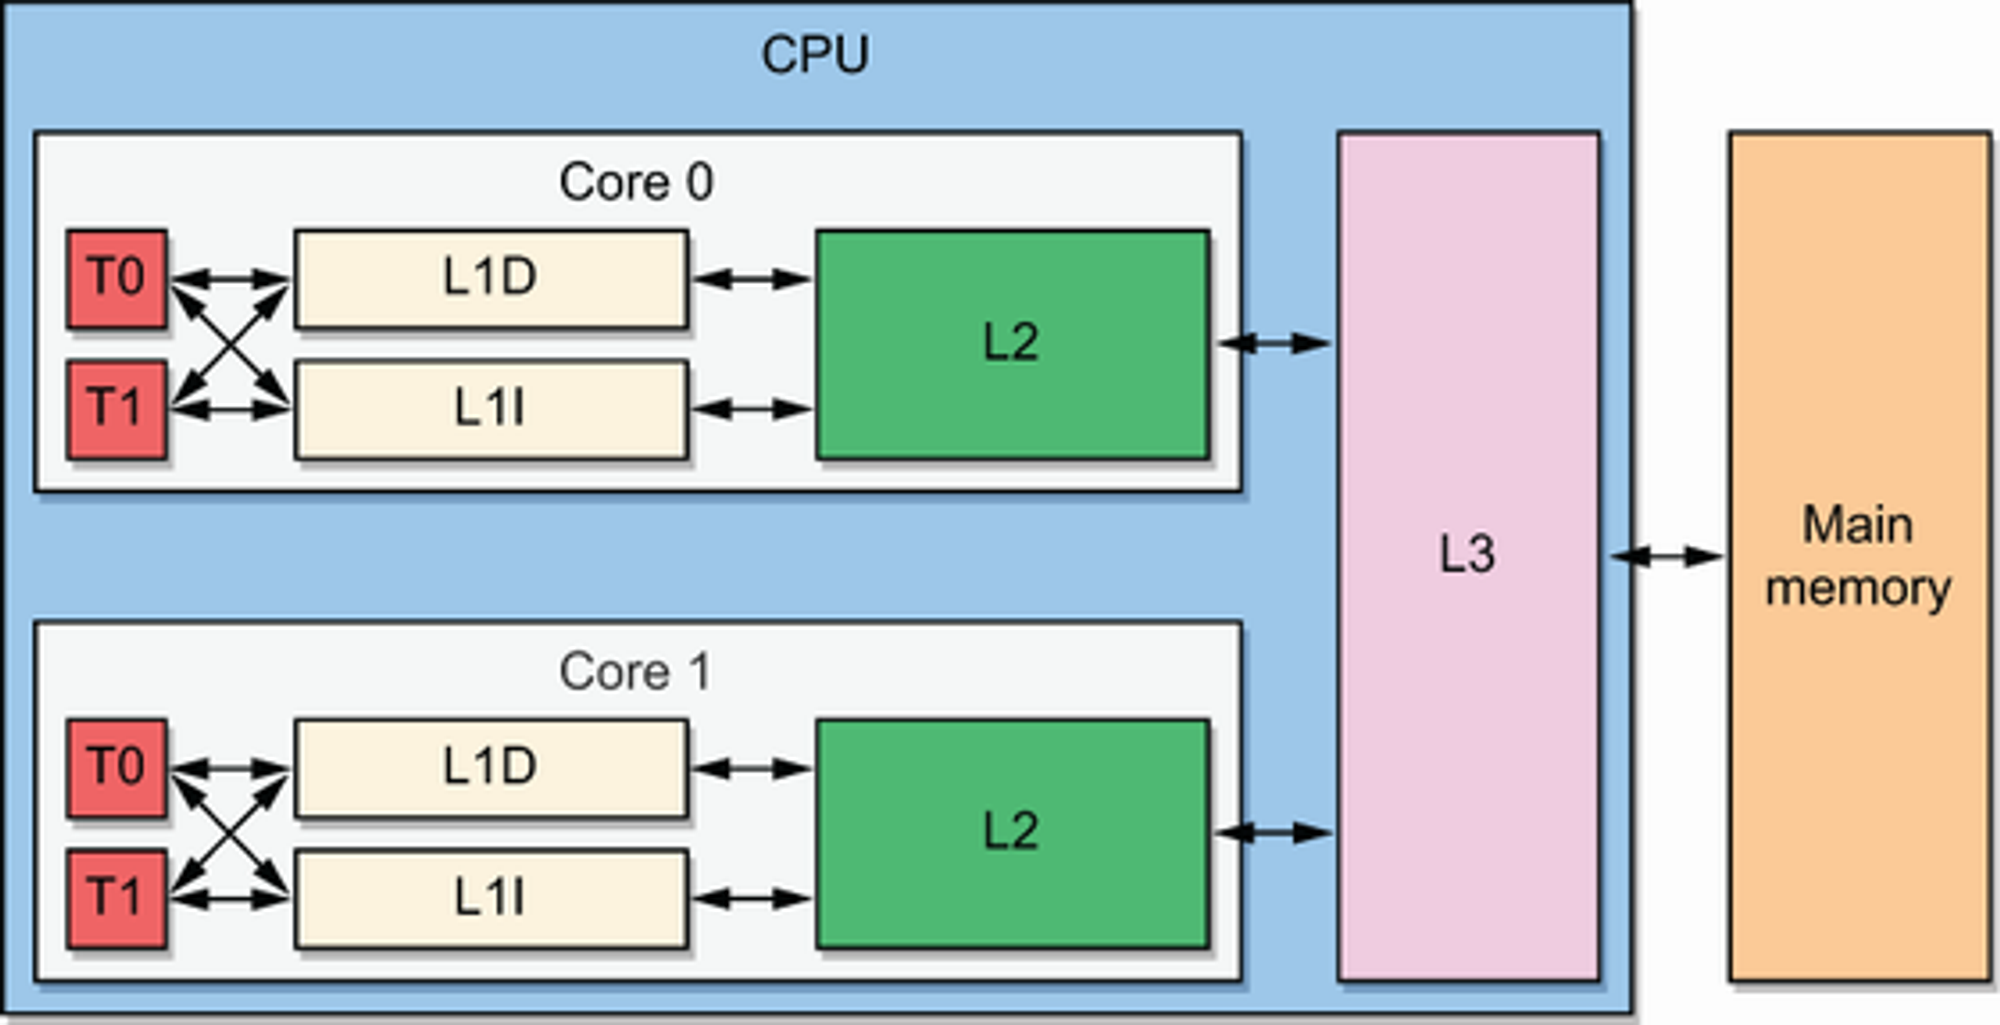 CPU
Core 0
T0
L1D
T1
L1I
L2
Core 1
T0
L1D
T1
L1I
L2
L3
Main
memory